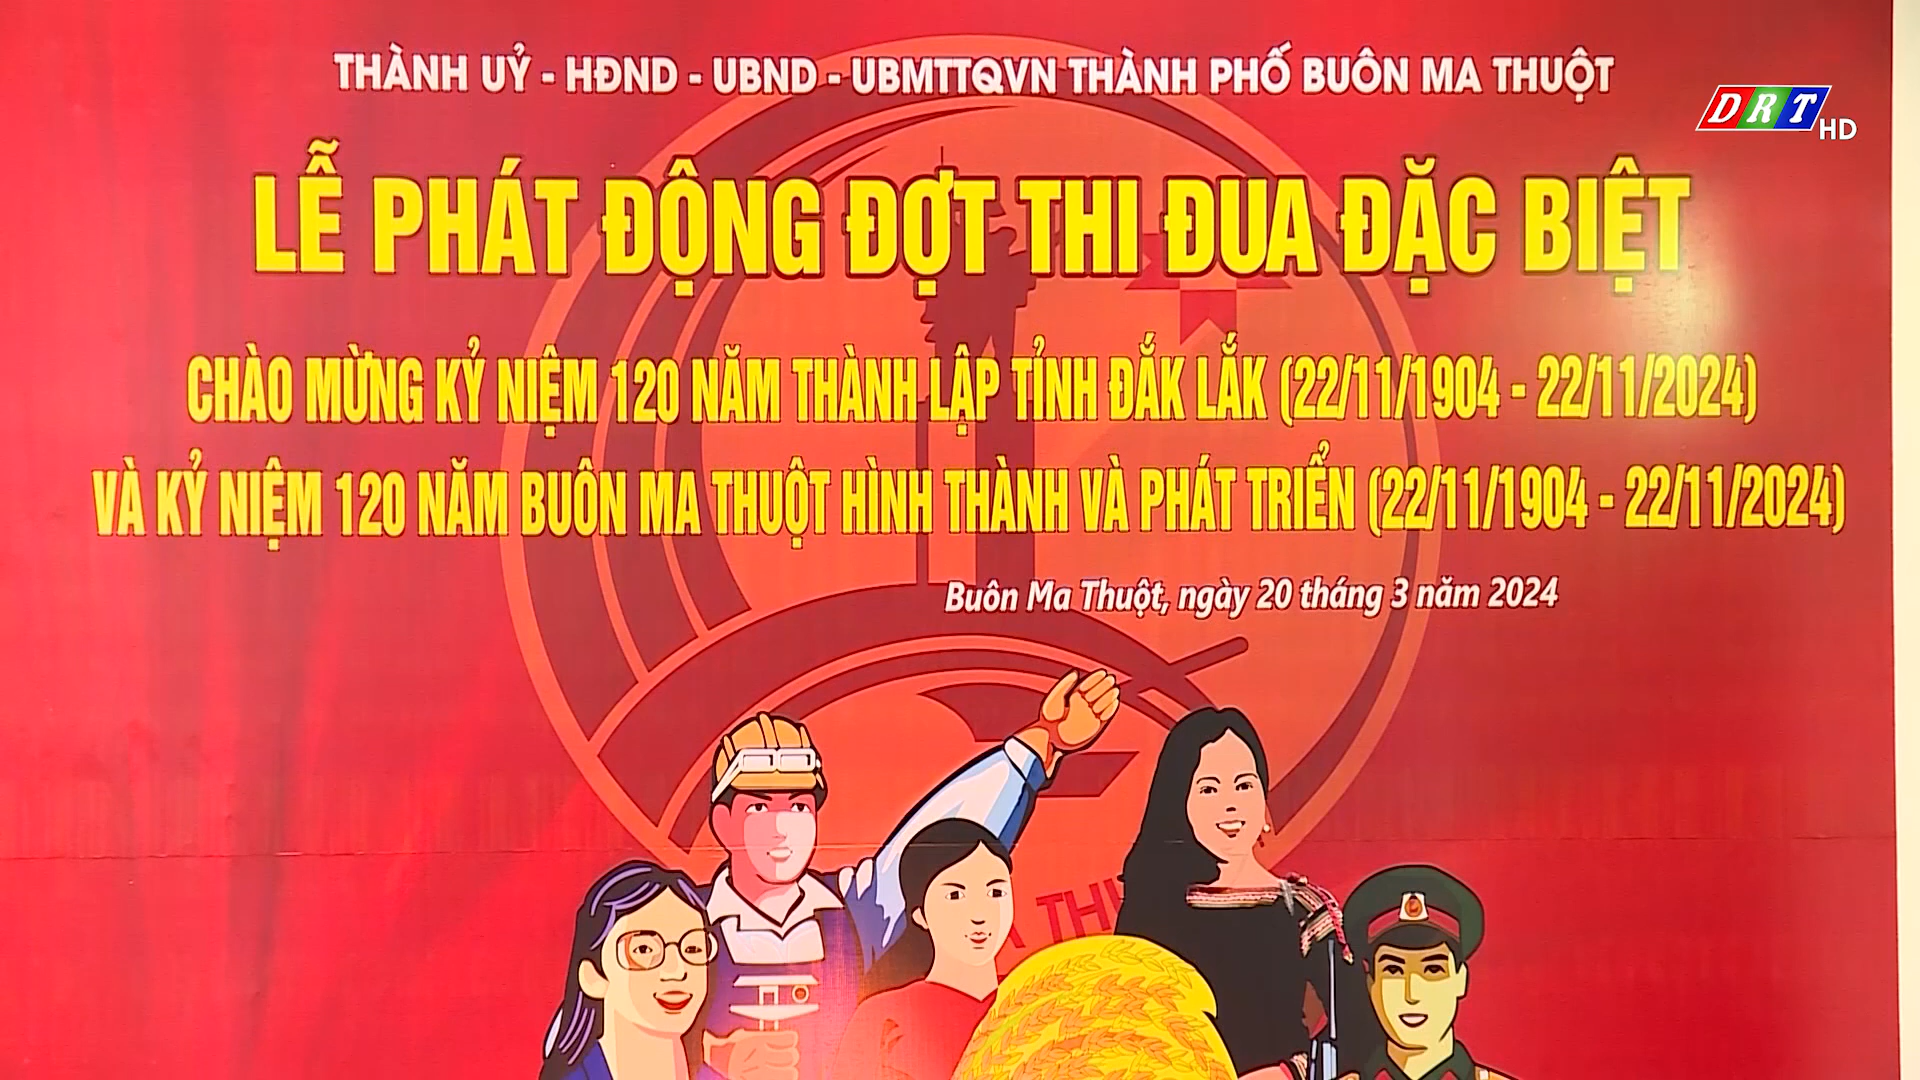 THÀNH UỶ - HĐND - UBND - UBMTTQVN THÀNH PHỐ BUÔN MA THUỘT
DRT HD
LỄ PHÁT ĐỘNG ĐỢT THI ĐUA ĐẶC BIỆT
CHÀO MỪNG KỶ NIỆM 120 NĂM THÀNH LẬP TỈNH ĐẮK LẮK (22/11/1904 - 22/11/2024)
VÀ KỶ NIỆM 120 NĂM BUÔN MA THUỘT HÌNH THÀNH VÀ PHÁT TRIỂN (22/11/1904 - 22/11/2024)
Buôn Ma Thuột, ngày 20 tháng 3 năm 2024